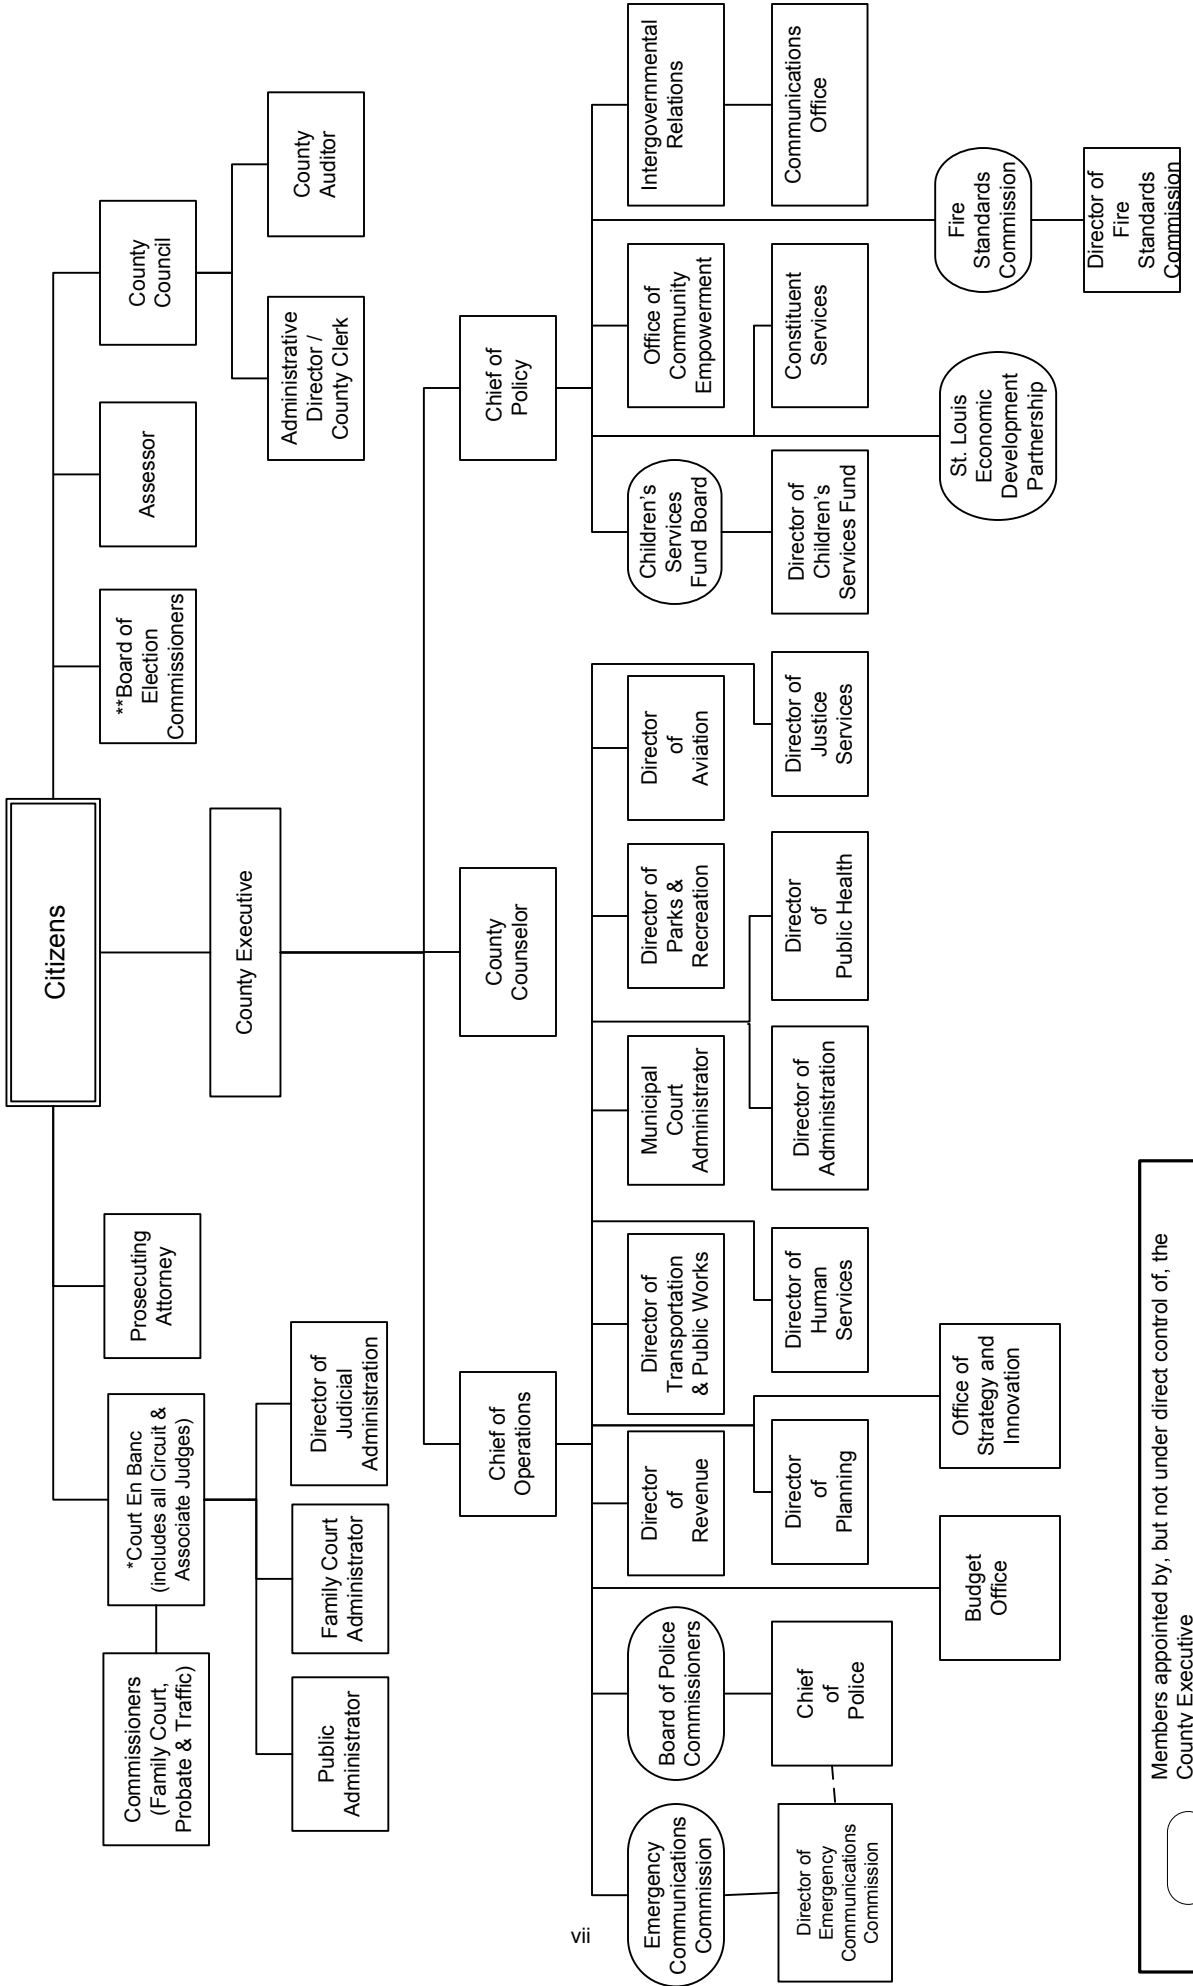 Citizens
*Court En Banc
(includes all Circuit &
Associate Judges)
Prosecuting
Attorney
**Board of
Election
Commissioners
Assessor
County
Council
Commissioners
(Family Court,
Probate & Traffic)
County Executive
Public
Administrator
Family Court
Administrator
Director of
Judicial
Administration
Administrative
Director /
County Clerk
County
Auditor
Chief of
Operations
County
Counselor
Chief of
Policy
Emergency
Communications
Commission
Board of Police
Commissioners
Director
of
Revenue
Director of
Transportation
& Public Works
Municipal
Court
Administrator
Director of
Parks &
Recreation
Director
of
Aviation
Children's
Services
Fund Board
Office of
Community
Empowerment
Intergovernmental
Relations
Director of
Emergency
Communications
Commission
Chief
of
Police
Director
of
Planning
Director of
Human
Services
Director of
Administration
Director
of
Public Health
Director of
Justice
Services
Director of
Children's
Services Fund
Constituent
Services
Communications
Office
Budget
Office
Office of
Strategy and
Innovation
St. Louis
Economic
Development
Partnership
Fire
Standards
Commission
Director of
Fire
Standards
Commission
Members appointed by, but not under direct control of, the
County Executive
vii